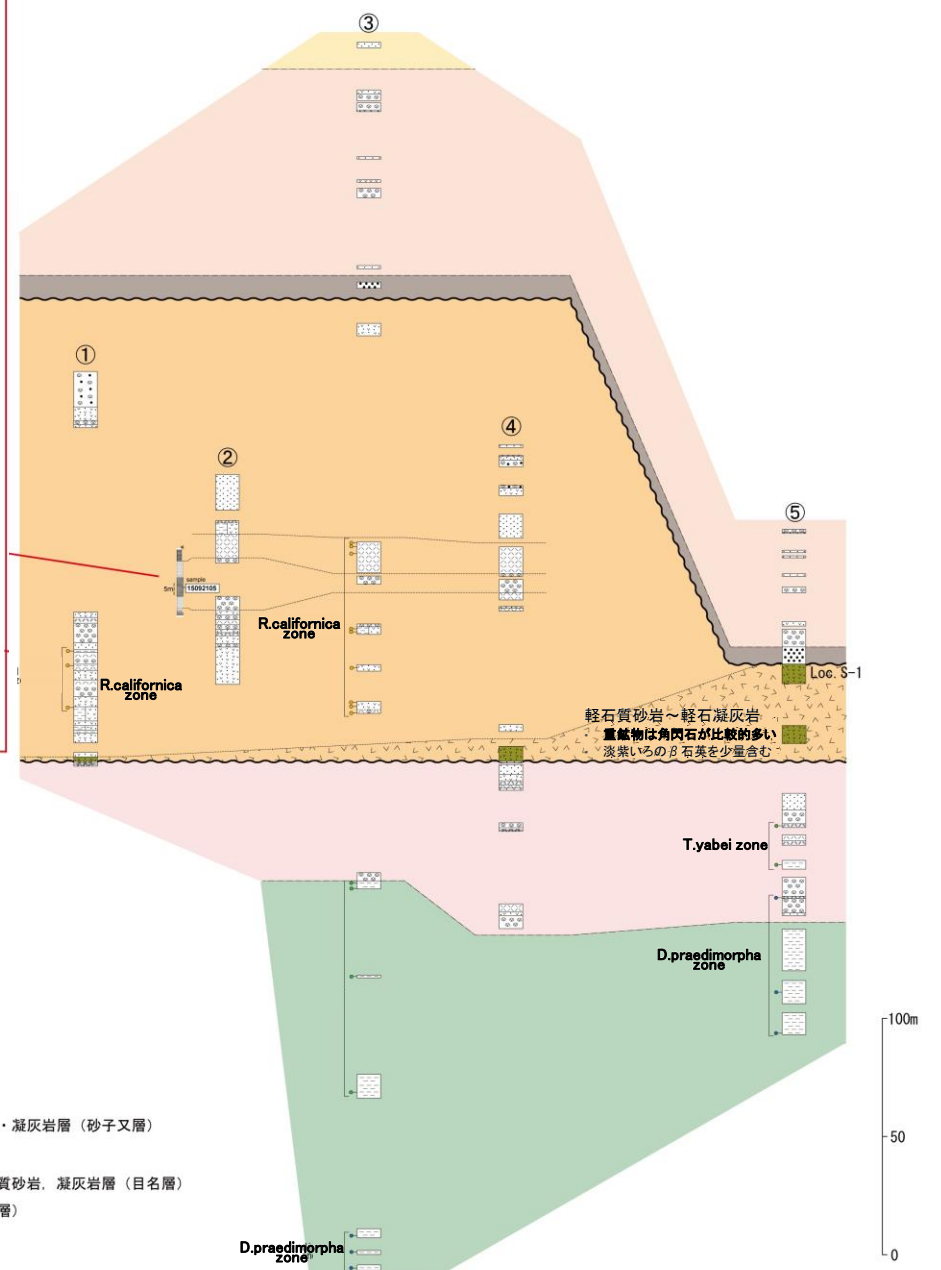 ③
①
④
②
⑤
sample
5m
15092105
R.californica
zone
R.californica
zone
Loc. S-1
軽石質砂岩～軽石凝灰岩
・重鉱物は角閃石が比較的多い
・淡紫いろのβ石英を少量含む
T.yabei zone
D.praedimorpha
zone
100m
50
0
・凝灰岩層（砂子又層）
質砂岩，凝灰岩層（目名層）
層）
D.praedimorpha
zone